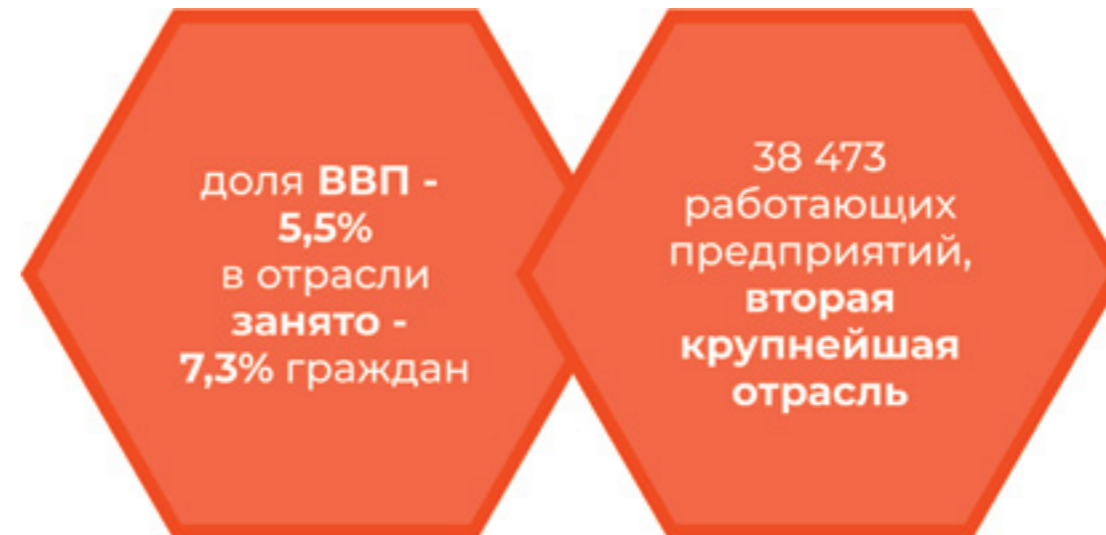 доля ВВП -
5,5%
в отрасли
занято -
7,3% граждан
38 473
работающих
предприятий,
вторая
крупнейшая
отрасль